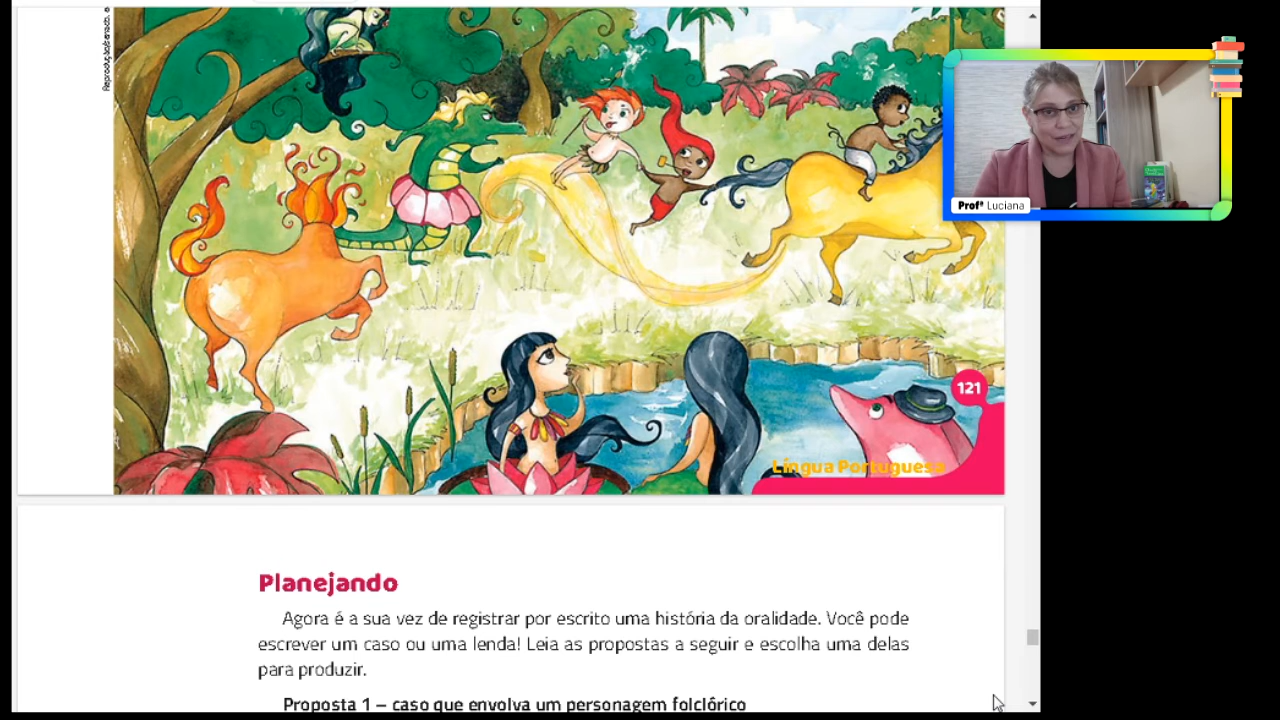 Reprodução/Arracb. e
Profª Luciana
121
Língua Portuguesa
Planejando
Agora é a sua vez de registrar por escrito uma história da oralidade. Você pode
escrever um caso ou uma lenda! Leia as propostas a seguir e escolha uma delas
para produzir.
Proposta 1 – caso que envolva um personagem folclórico